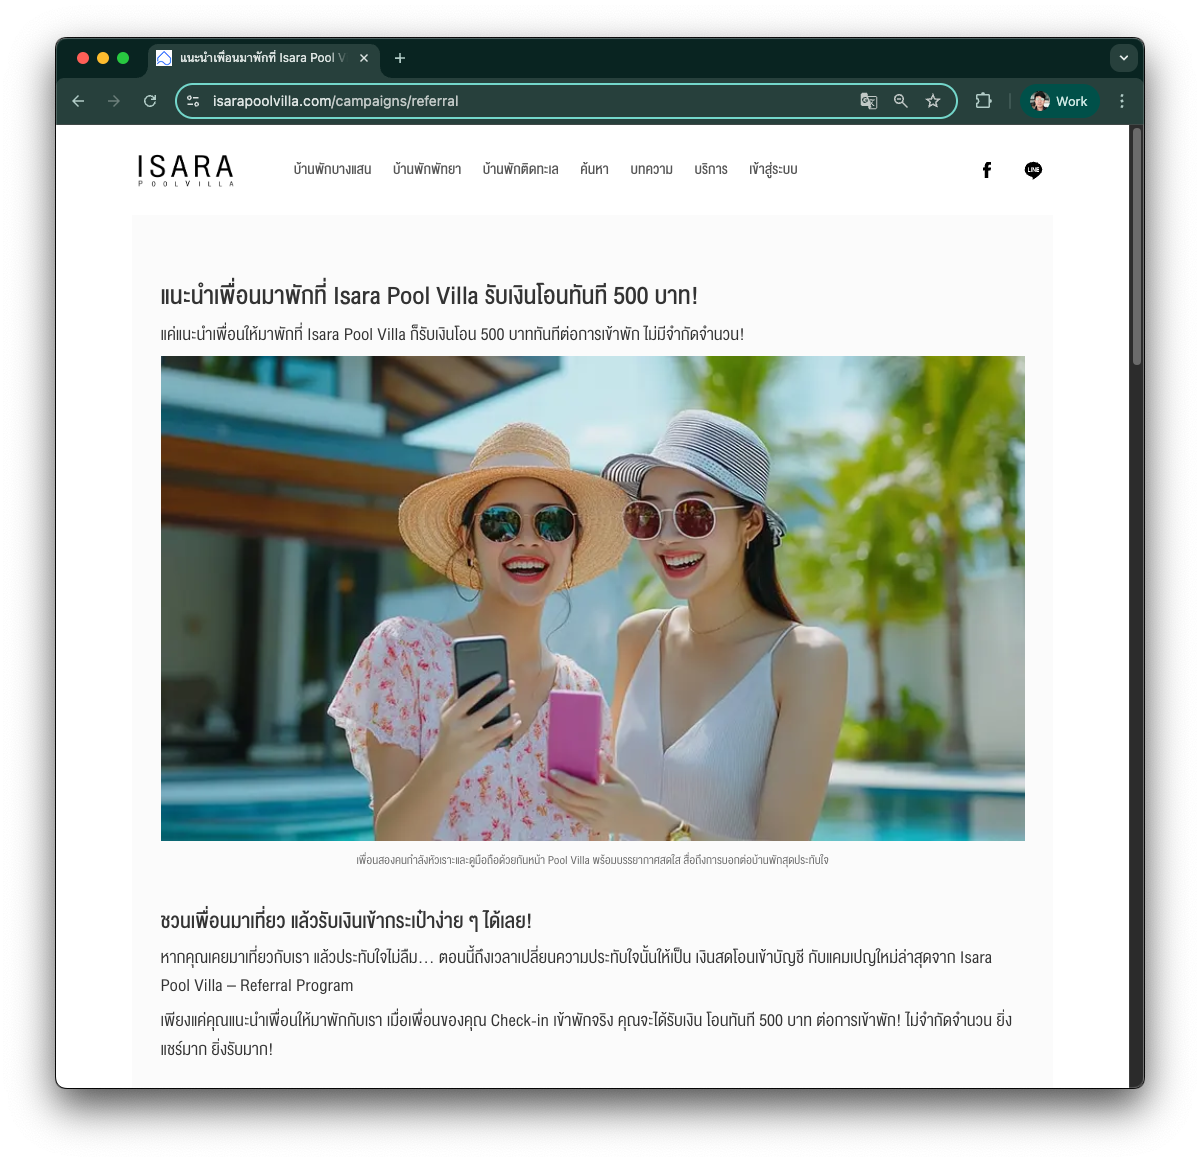 แนะนำเพื่อนมาพักที่ Isara Pool V
isarapoolvilla.com/campaigns/referral
Work
ISARA
POOLVILLA
บ้านพักบางแสน บ้านพักพัทยา บ้านพักติดทะเล ค้นหา บทความ บริการ เข้าสู่ระบบ
LINE
แนะนำเพื่อนมาพักที่ Isara Pool Villa รับเงินโอนทันที 500 บาท!
แค่แนะนำเพื่อนให้มาพักที่ Isara Pool Villa ก็รับเงินโอน 500 บาททันทีต่อการเข้าพัก ไม่มีจำกัดจำนวน!
เพื่อนสองคนกำลังหัวเราะและดูมือถือด้วยกันหน้า Pool Villa พร้อมบรรยากาศสดใส สื่อถึงการบอกต่อบ้านพักสุดประทับใจ
ชวนเพื่อนมาเที่ยว แล้วรับเงินเข้ากระเป๋าง่าย ๆ ได้เลย!
หากคุณเคยมาเที่ยวกับเรา แล้วประทับใจไม่ลืม… ตอนนี้ถึงเวลาเปลี่ยนความประทับใจนั้นให้เป็น เงินสดโอนเข้าบัญชี กับแคมเปญใหม่ล่าสุดจาก Isara
Pool Villa – Referral Program
เพียงแค่คุณแนะนำเพื่อนให้มาพักกับเรา เมื่อเพื่อนของคุณ Check-in เข้าพักจริง คุณจะได้รับเงิน โอนทันที 500 บาท ต่อการเข้าพัก! ไม่จำกัดจำนวน ยิ่ง
แชร์มาก ยิ่งรับมาก!